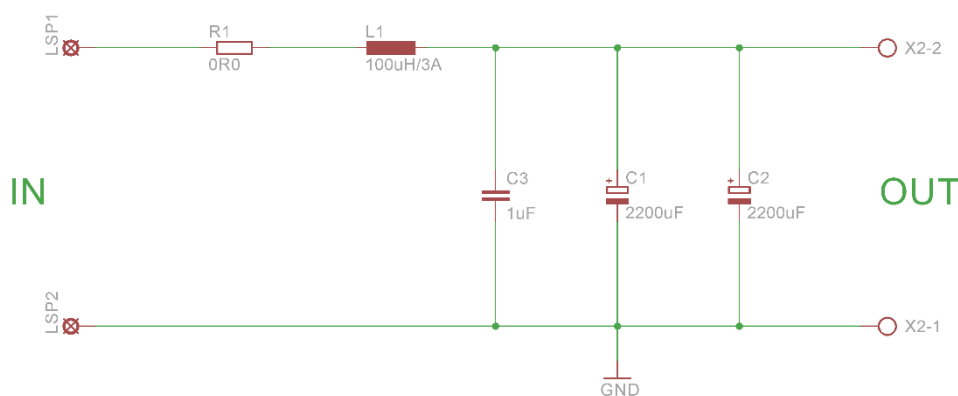 LSP1
R1
0R0
L1
100uH/3A
X2-2
IN
C3
1uF
+
C1
2200uF
+
C2
2200uF
OUT
LSP2
X2-1
GND